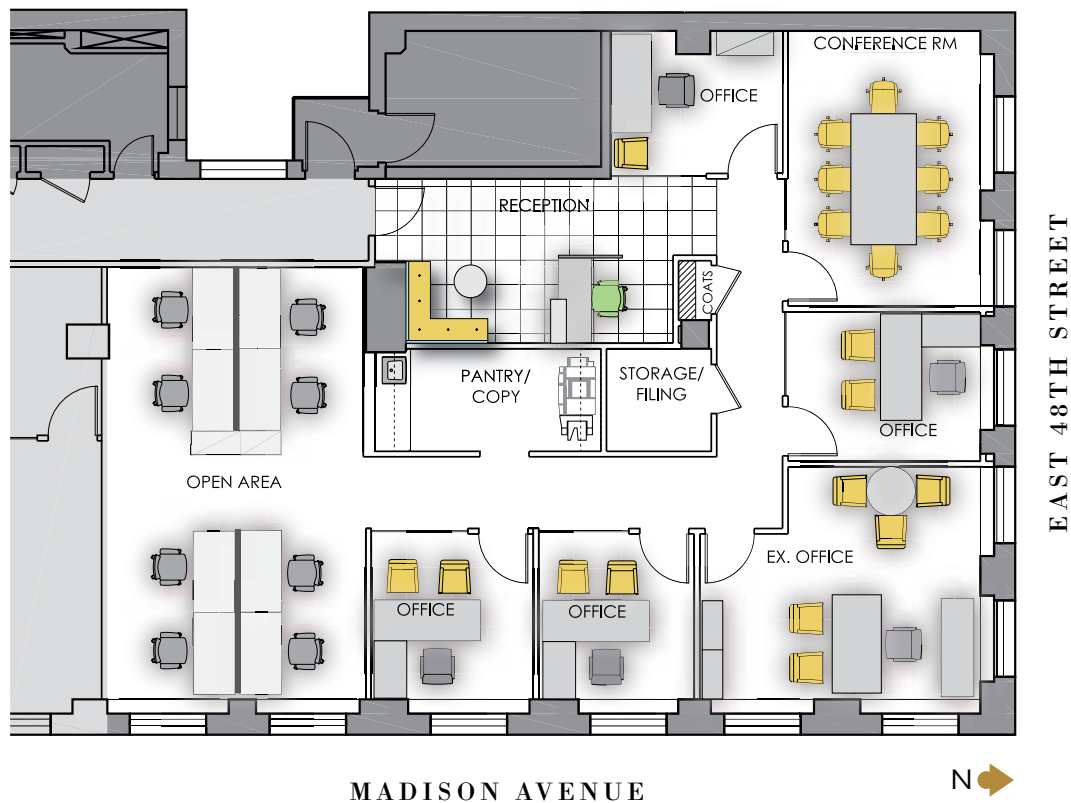 CONFERENCE RM
OFFICE
RECEPTION
COATS
PANTRY/
COPY
STORAGE/
FILING
OFFICE
OPEN AREA
EX. OFFICE
OFFICE
OFFICE
EAST 48TH STREET
MADISON AVENUE
N